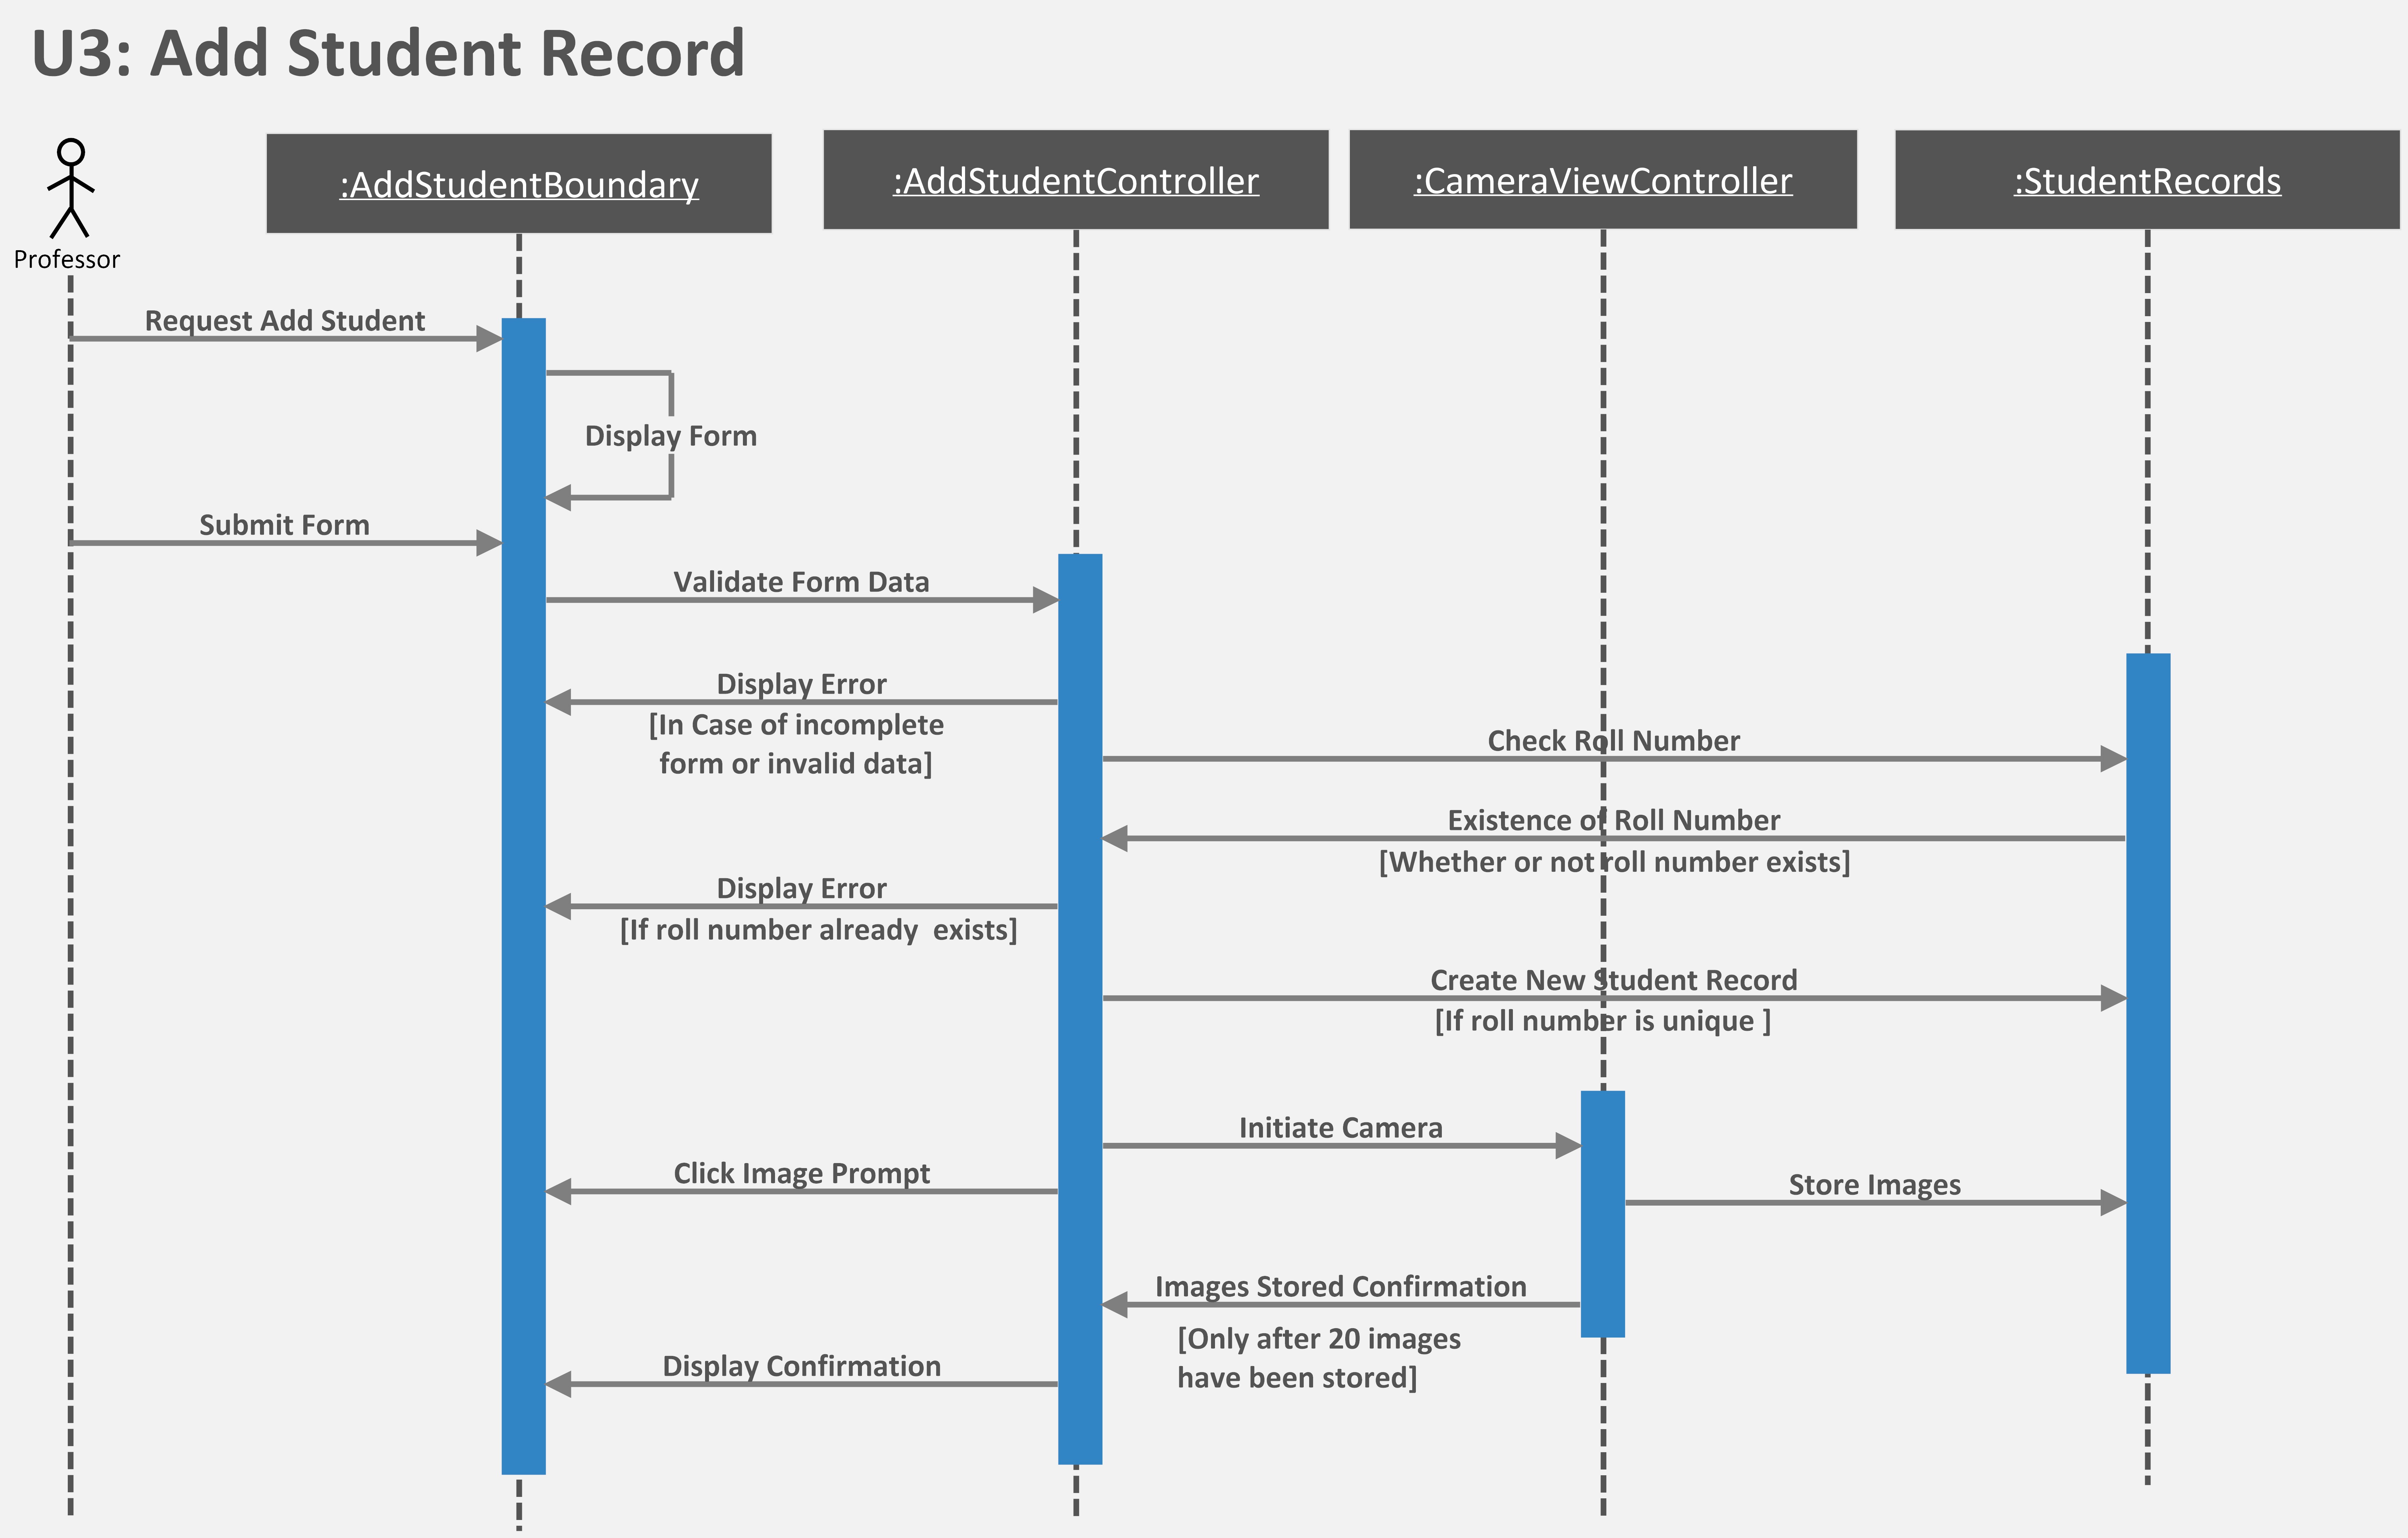 U3: Add Student Record
:AddStudentBoundary
:AddStudentController
:CameraViewController
:StudentRecords
Professor
Request Add Student
Display Form
Submit Form
Validate Form Data
Display Error
[In Case of incomplete
form or invalid data]
Check Roll Number
Existence of Roll Number
[Whether or not roll number exists]
Display Error
[If roll number already  exists]
Create New Student Record
[If roll number is unique ]
Initiate Camera
Click Image Prompt
Store Images
Images Stored Confirmation
[Only after 20 images
have been stored]
Display Confirmation